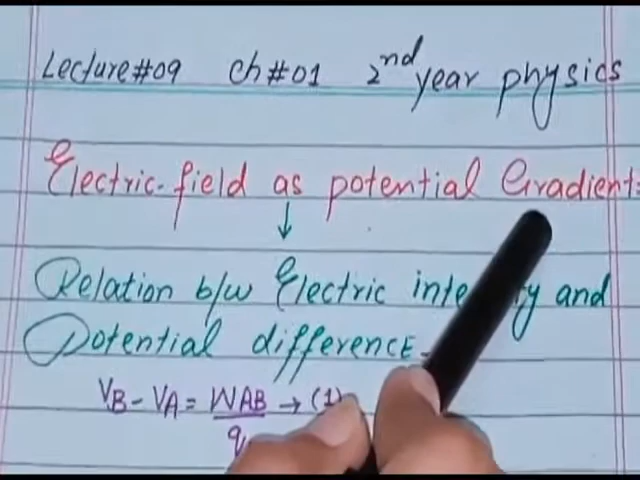 Lecture#09 Ch#01 2nd year physics
Electric field as potential Gradient:
↓
Relation b/w Electric and
Potential difference.
VB - VA = WAB/q → (1)